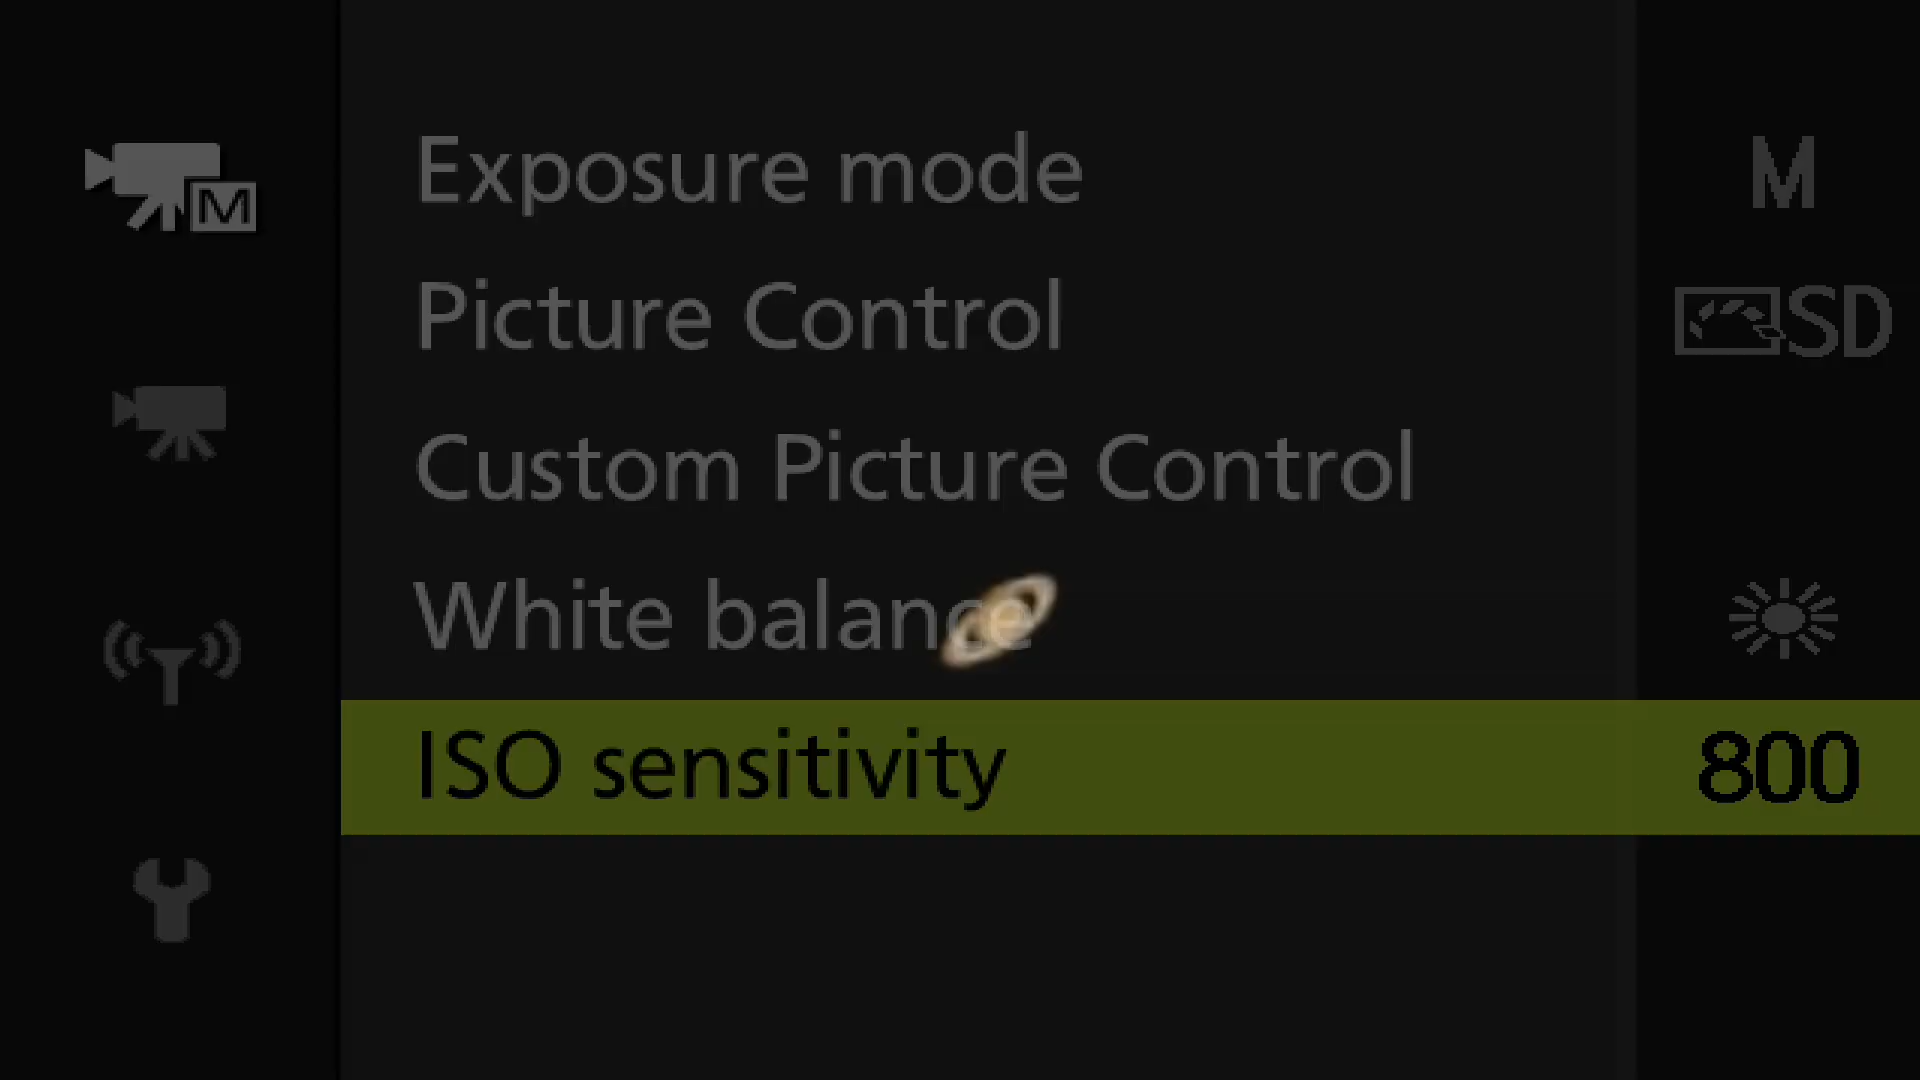 M
Exposure mode M
Picture Control SD
Custom Picture Control
White balance
ISO sensitivity 800